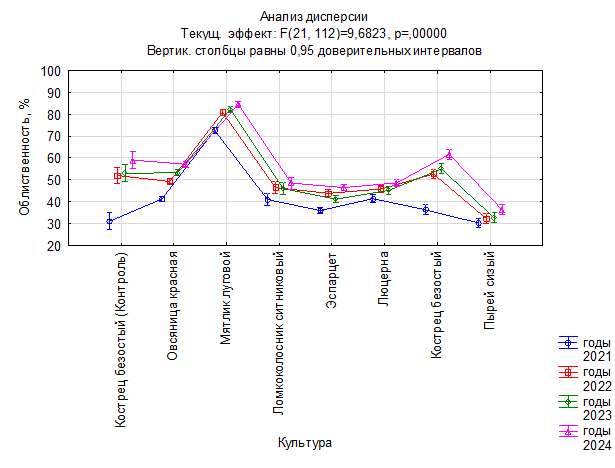 Анализ дисперсии
Текущ. эффект: F(21, 112)=9,6823, p=,00000
Вертик. столбцы равны 0,95 доверительных интервалов
Облиственность, %
100
90
80
70
60
50
40
30
20
Кострец безостый (Контроль)
Овсяница красная
Мятлик луговой
Ломкоколосник ситниковый
Эспарцет
Люцерна
Кострец безостый
Пырей сизый
Культура
годы
2021
годы
2022
годы
2023
годы
2024